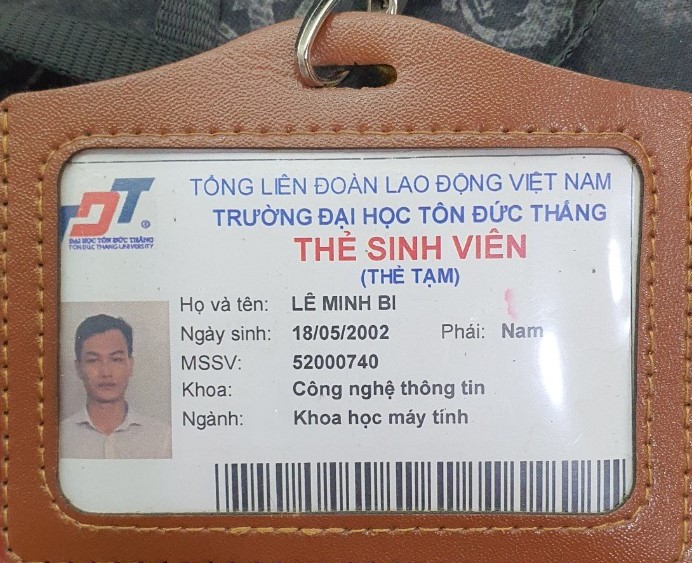 TDT ®
ĐẠI HỌC TÔN ĐỨC THẮNG
TON DUC THANG UNIVERSITY
TỔNG LIÊN ĐOÀN LAO ĐỘNG VIỆT NAM
TRƯỜNG ĐẠI HỌC TÔN ĐỨC THẮNG
THẺ SINH VIÊN
(THẺ TẠM)
Họ và tên: LÊ MINH BI
Ngày sinh: 18/05/2002 Phái: Nam
MSSV: 52000740
Khoa: Công nghệ thông tin
Ngành: Khoa học máy tính